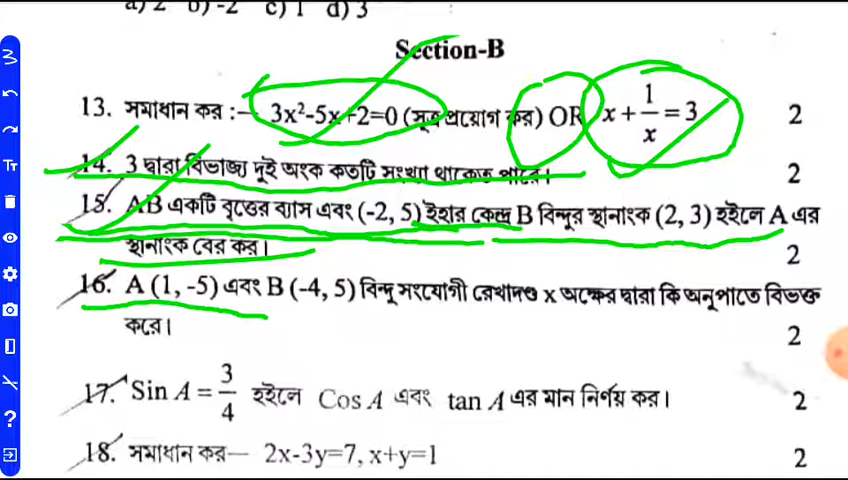 a) 2 b) -2 c) 1 d) 3
Section-B
13. সমাধান কর :— 3x²-5x+2=0 (সূত্র প্রয়োগ কর) OR x + 1/x = 3 2
14. 3 দ্বারা বিভাজ্য দুই অংক কতটি সংখ্যা থাকেত পারে। 2
15. AB একটি বৃত্তের ব্যাস এবং (-2, 5) ইহার কেন্দ্র B বিন্দুর স্থানাংক (2, 3) হইলে A এর
স্থানাংক বের কর। 2
16. A (1, -5) এবং B (-4, 5) বিন্দু সংযোগী রেখাদণ্ড x অক্ষের দ্বারা কি অনুপাতে বিভক্ত
করে। 2
17. Sin A = 3/4 হইলে Cos A এবং tan A এর মান নির্ণয় কর। 2
18. সমাধান কর— 2x-3y=7, x+y=1 2